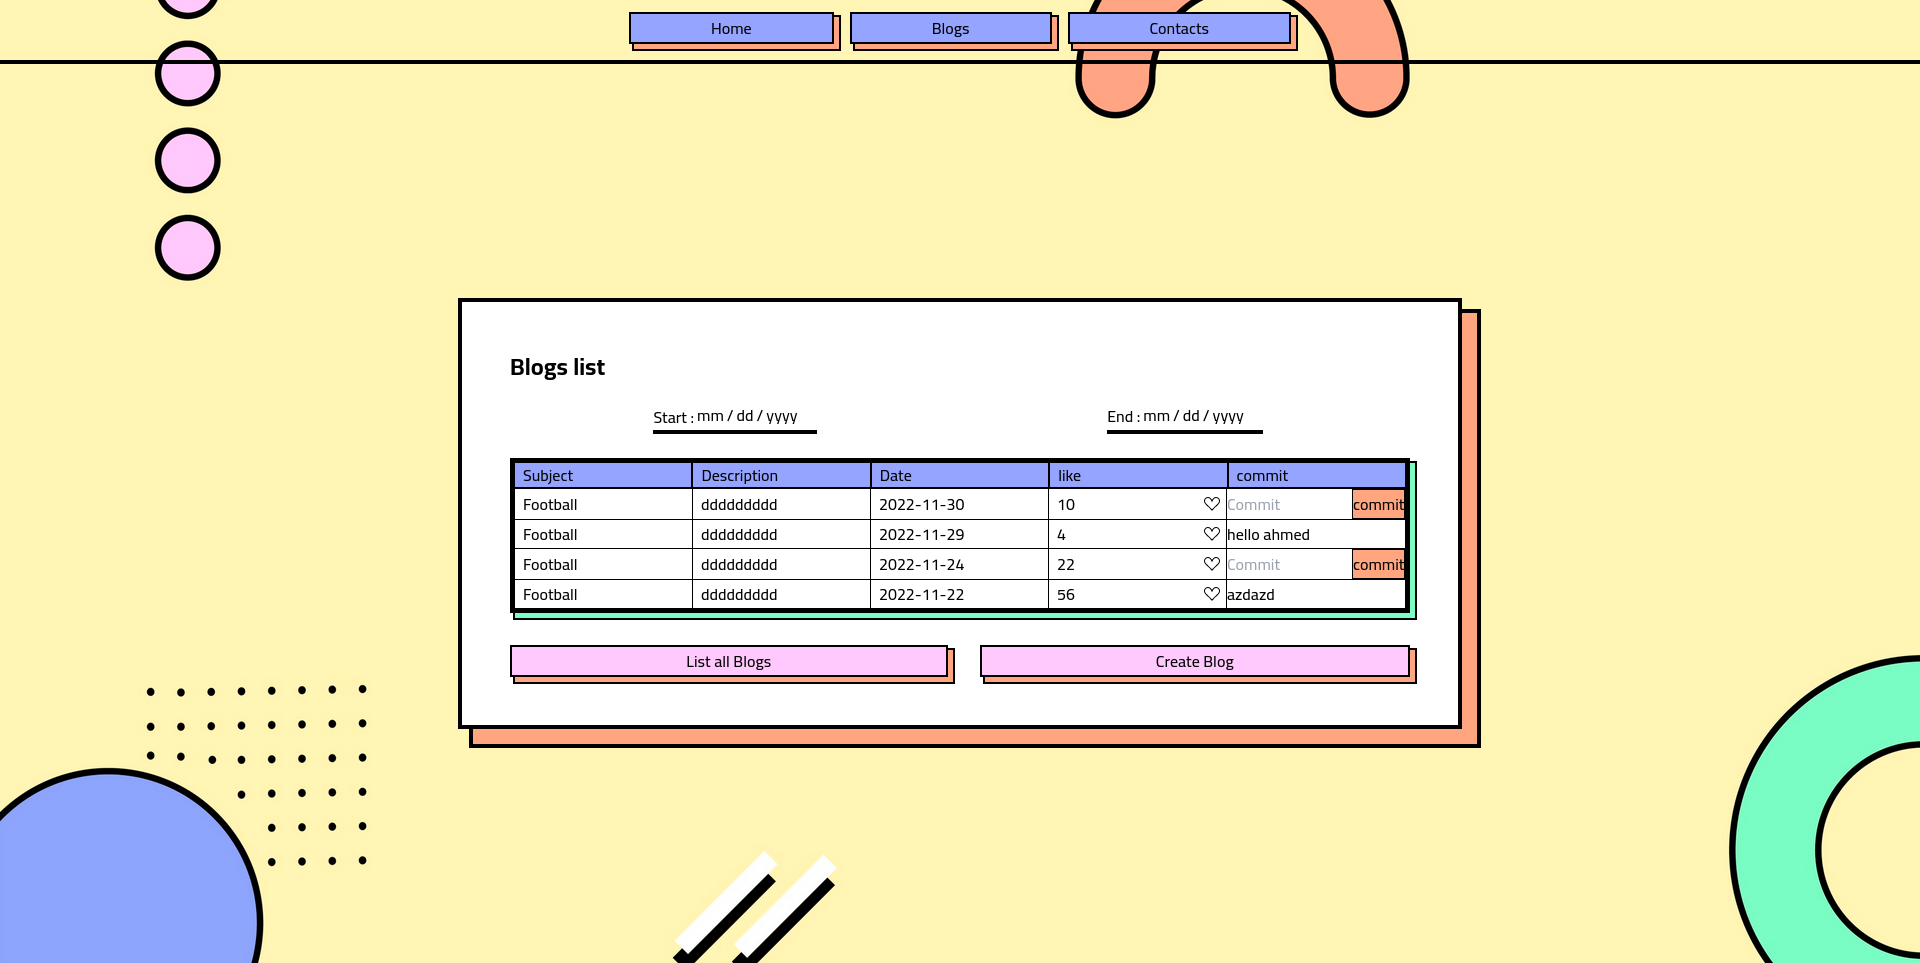 Home Blogs Contacts
Blogs list
Start : mm / dd / yyyy End : mm / dd / yyyy
Subject Description Date like commit
Football ddddddddd 2022-11-30 10 Commit commit
Football ddddddddd 2022-11-29 4 hello ahmed
Football ddddddddd 2022-11-24 22 Commit commit
Football ddddddddd 2022-11-22 56 azdazd
List all Blogs Create Blog